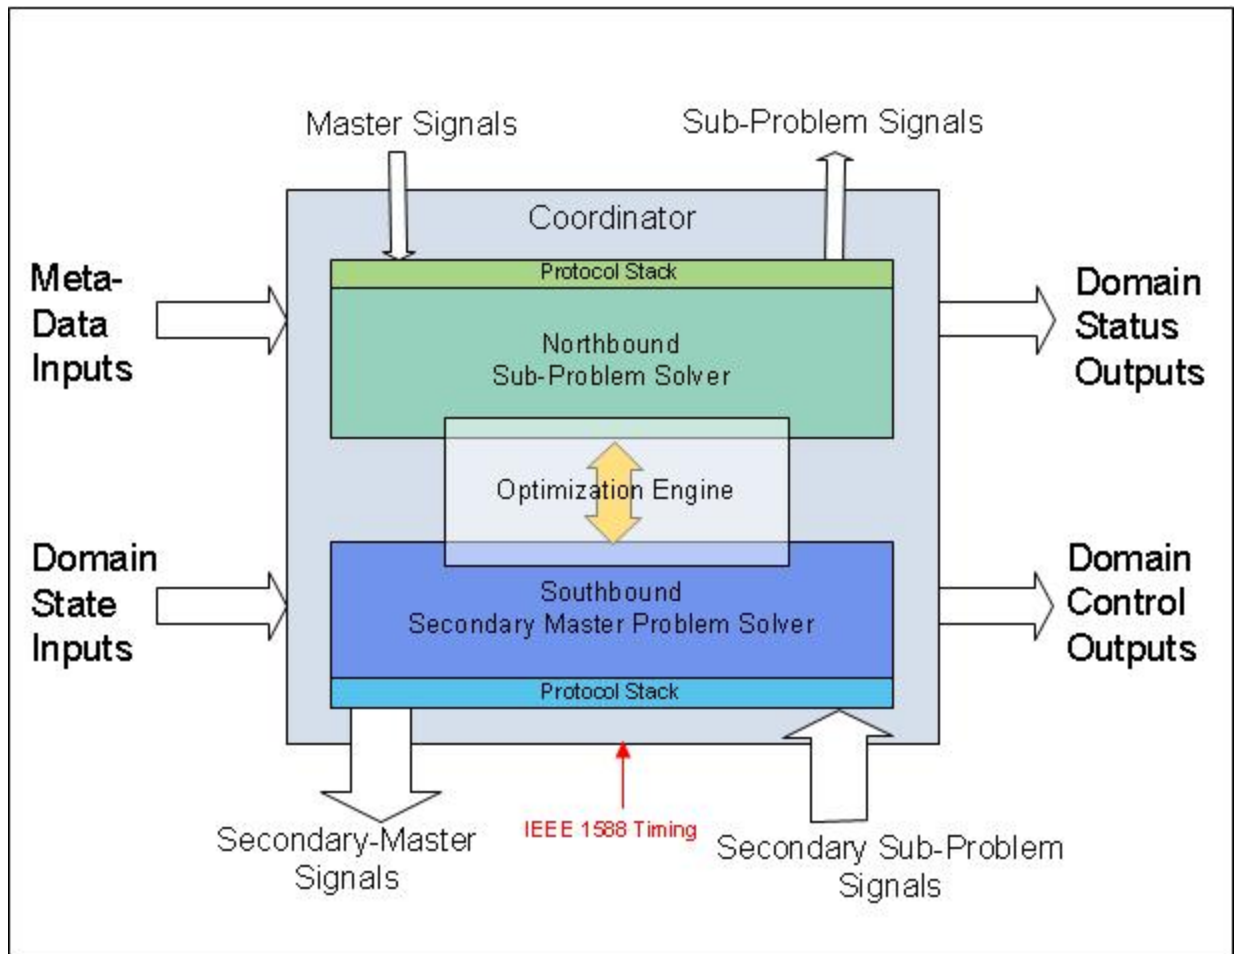 Master Signals
Sub-Problem Signals
Coordinator
Protocol Stack
Meta-
Data
Inputs
Northbound
Sub-Problem Solver
Domain
Status
Outputs
Optimization Engine
Domain
State
Inputs
Southbound
Secondary Master Problem Solver
Domain
Control
Outputs
Protocol Stack
Secondary-Master
Signals
IEEE 1588 Timing
Secondary Sub-Problem
Signals